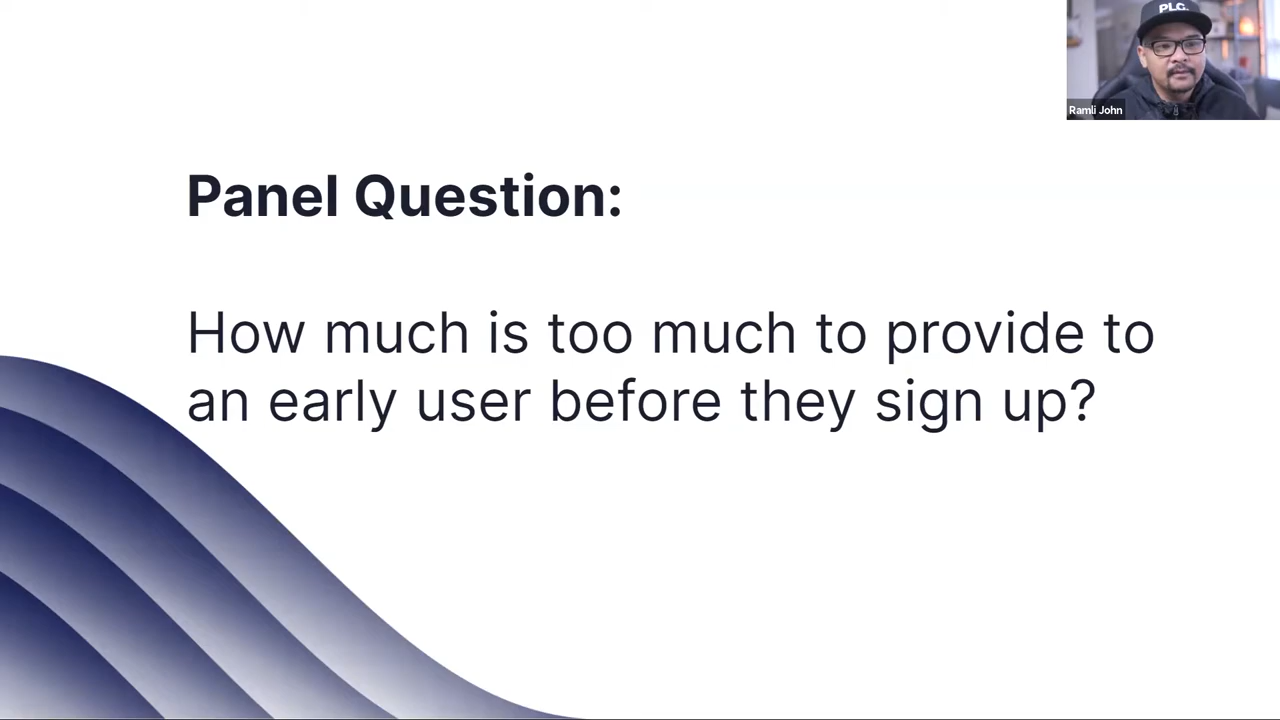 PLG.
Ramli John
Panel Question:
How much is too much to provide to
an early user before they sign up?